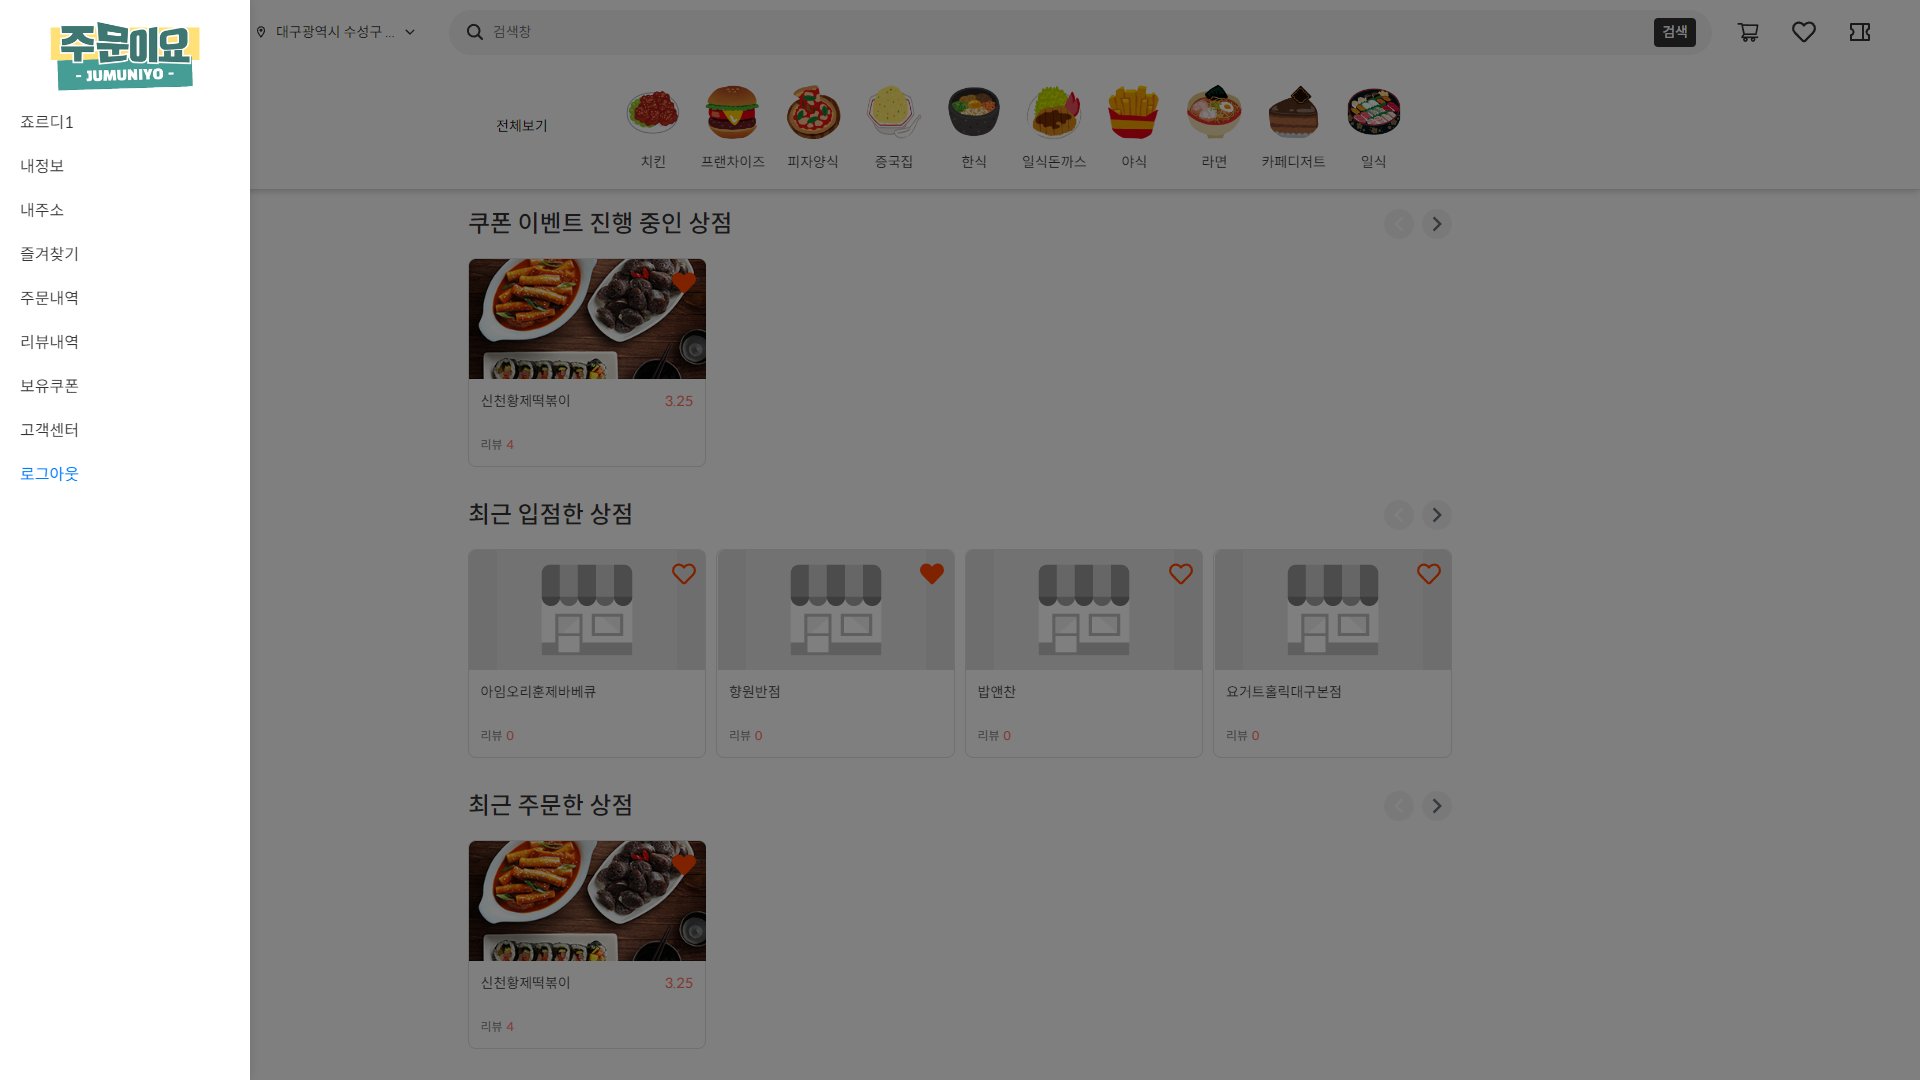 주문이요
- JUMUNIYO -
죠르디1
내정보
내주소
즐겨찾기
주문내역
리뷰내역
보유쿠폰
고객센터
로그아웃
대구광역시 수성구 ...
검색창
검색
전체보기
치킨
프랜차이즈
피자양식
중국집
한식
일식돈까스
야식
라면
카페디저트
일식
쿠폰 이벤트 진행 중인 상점
신천황제떡볶이
3.25
리뷰 4
최근 입점한 상점
아임오리훈제바베큐
리뷰 0
향원반점
리뷰 0
밥앤찬
리뷰 0
요거트홀릭대구본점
리뷰 0
최근 주문한 상점
신천황제떡볶이
3.25
리뷰 4